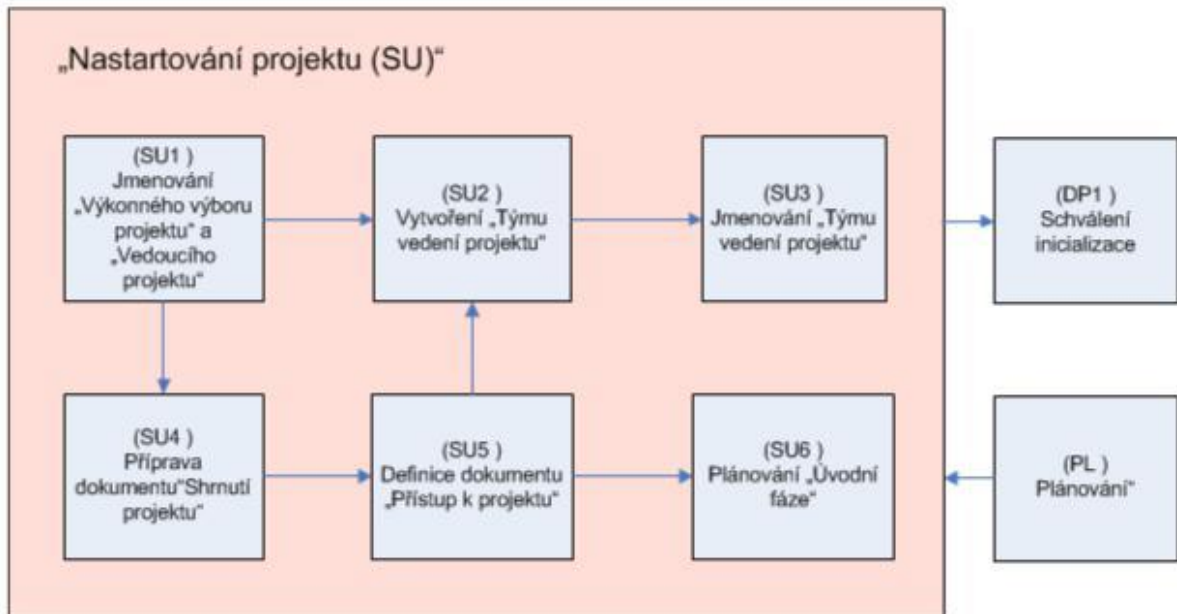 „Nastartování projektu (SU)“
(SU1 )
Jmenování
„Výkonného výboru
projektu“ a
„Vedoucího
projektu“
(SU2 )
Vytvoření „Týmu
vedení projektu“
(SU3 )
Jmenování „Týmu
vedení projektu“
(DP1 )
Schválení
inicializace
(SU4 )
Příprava
dokumentu“Shrnutí
projektu“
(SU5 )
Definice dokumentu
„Přístup k projektu“
(SU6 )
Plánování „Úvodní
fáze“
(PL )
Plánování“